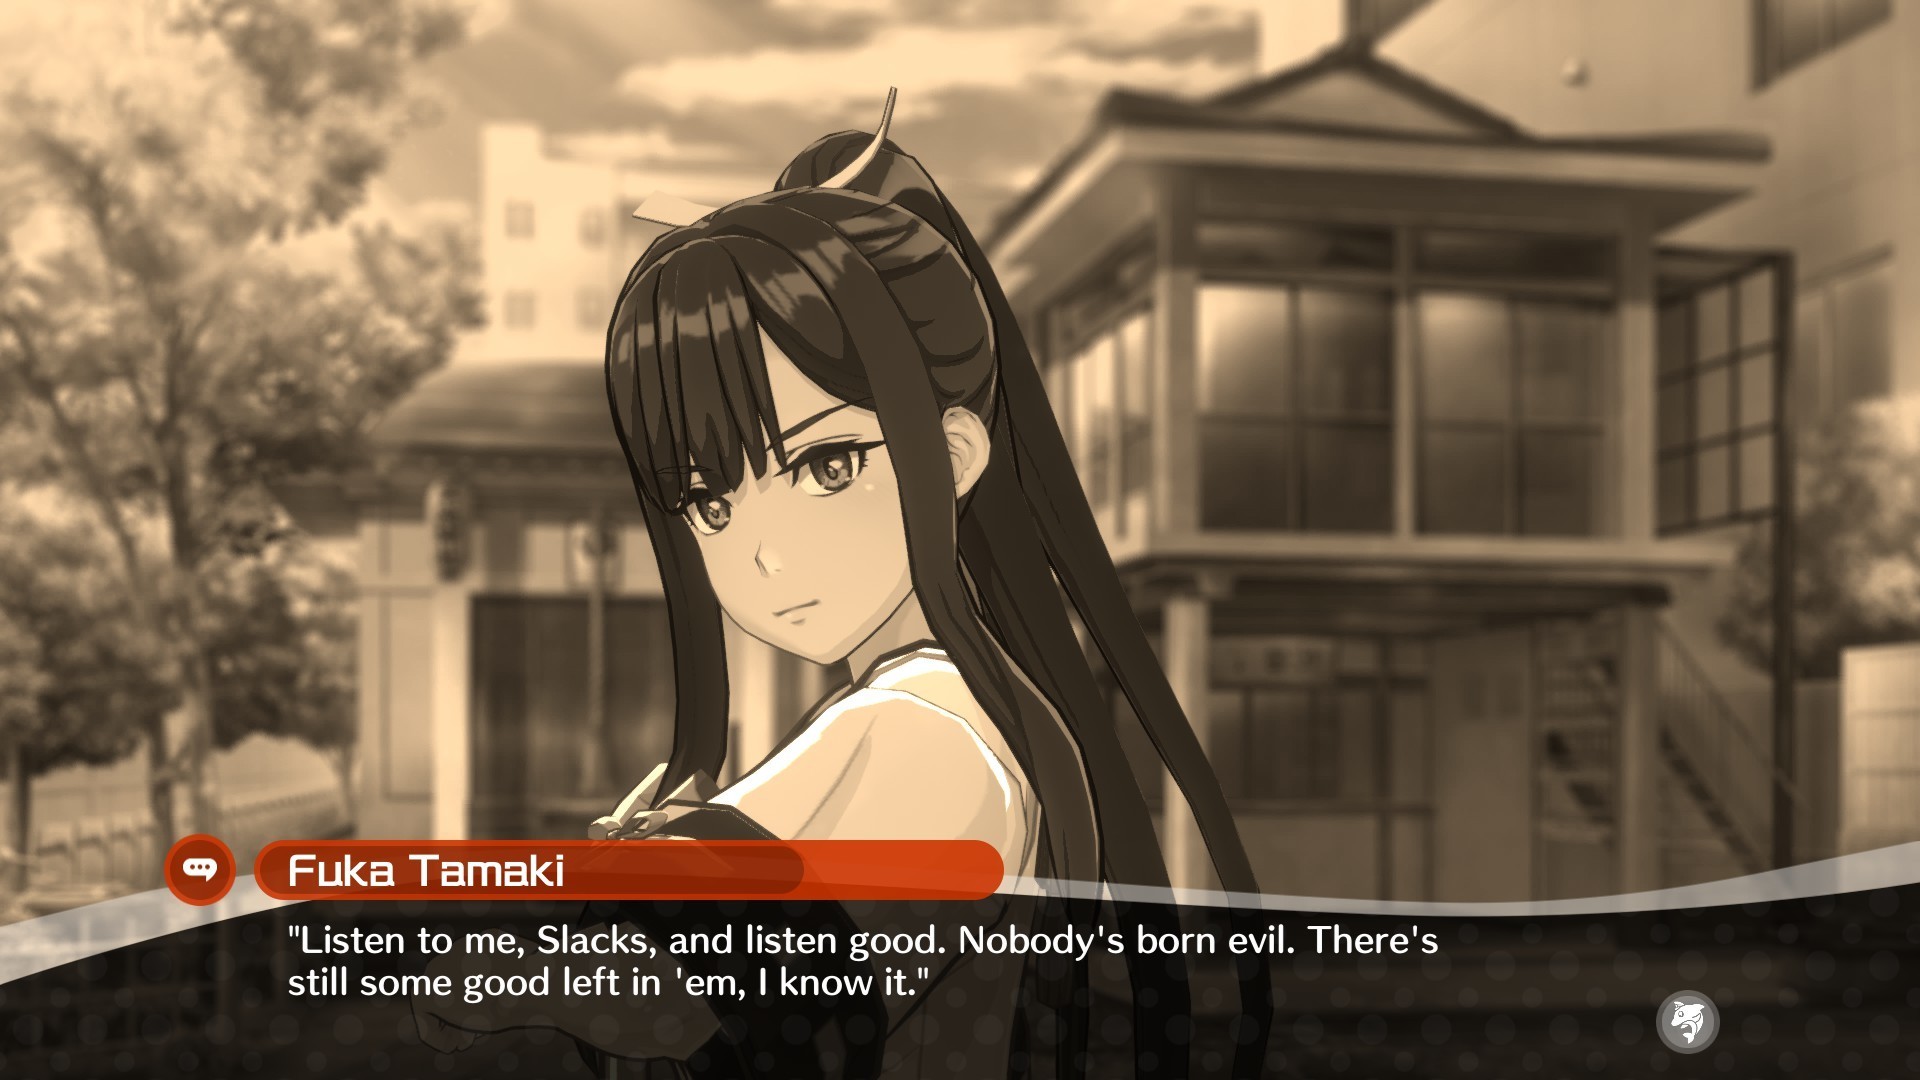 Fuka Tamaki
"Listen to me, Slacks, and listen good. Nobody's born evil. There's
still some good left in 'em, I know it."